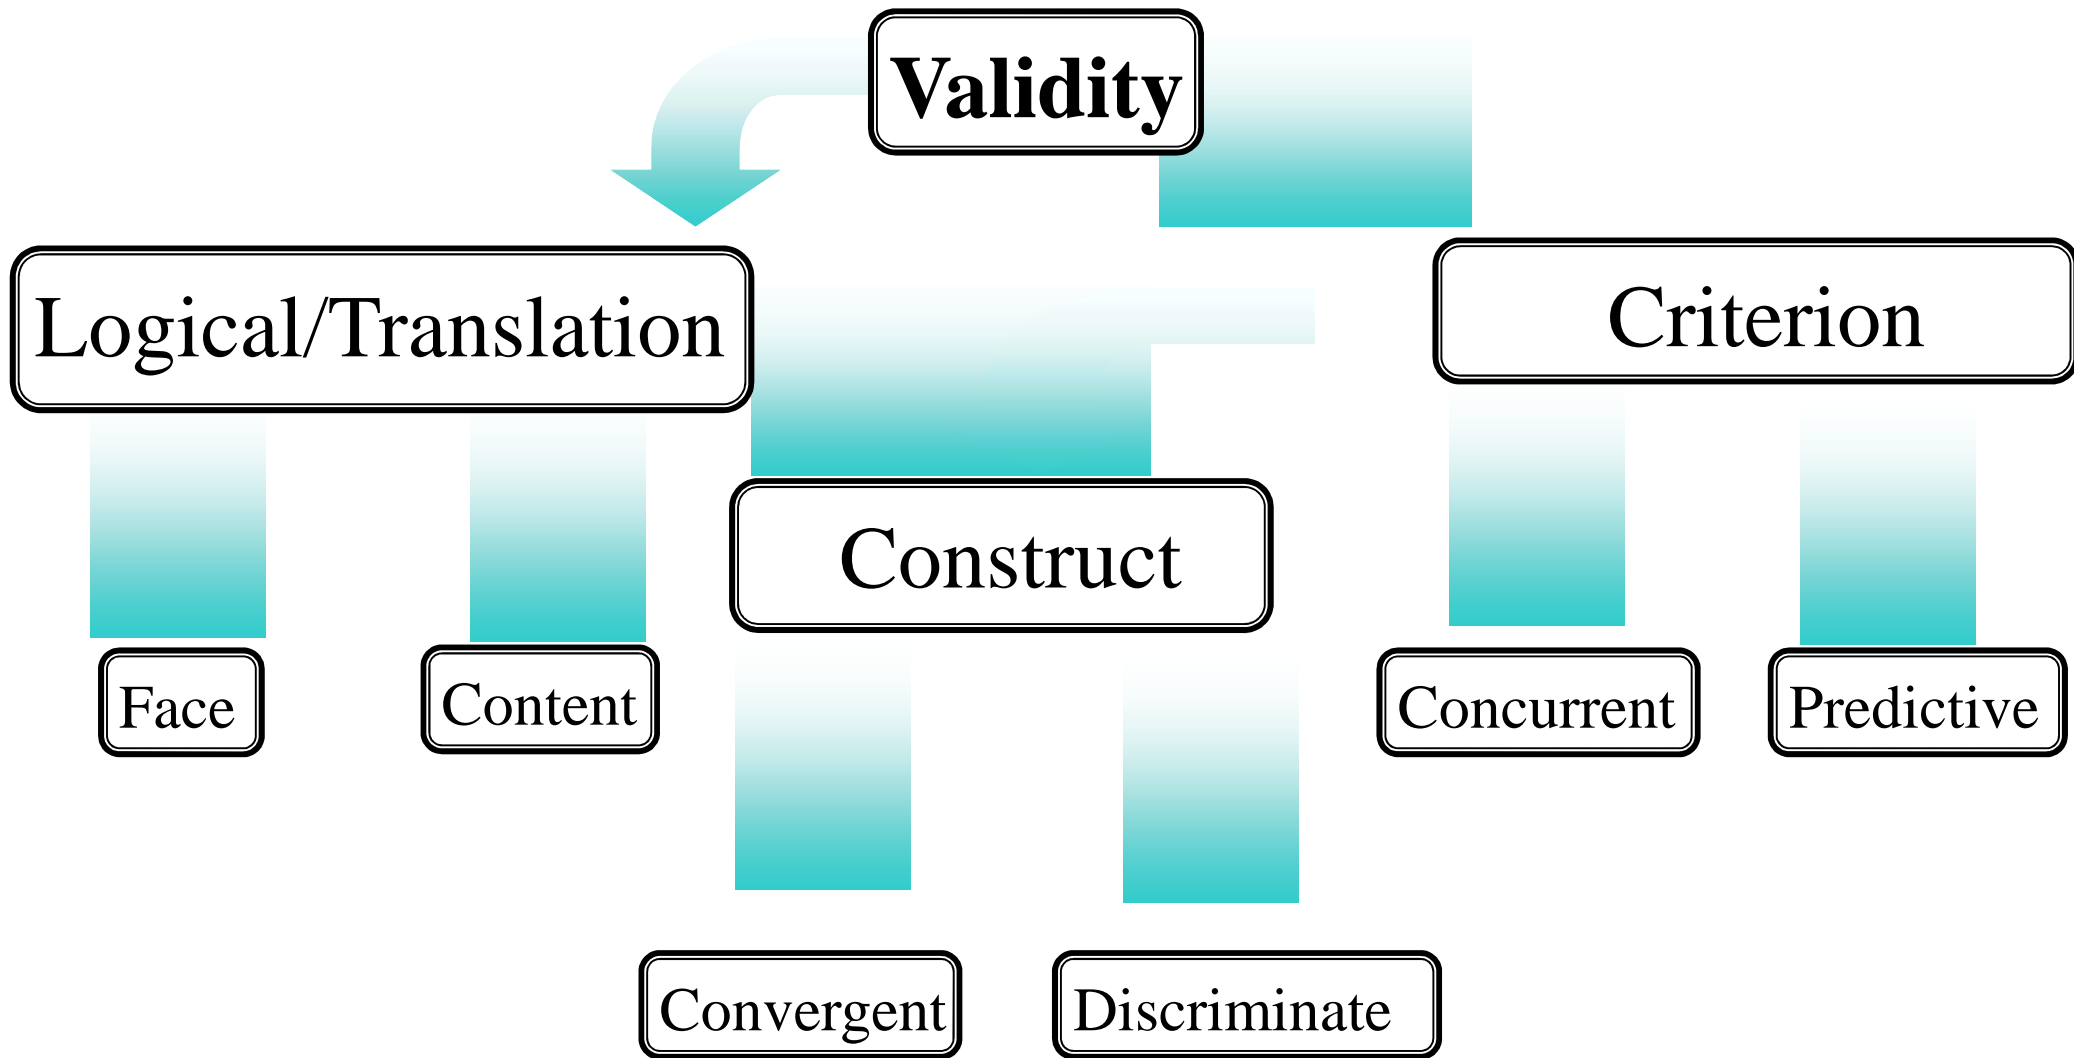 Validity
Logical/Translation
Criterion
Construct
Face
Content
Concurrent
Predictive
Convergent
Discriminate